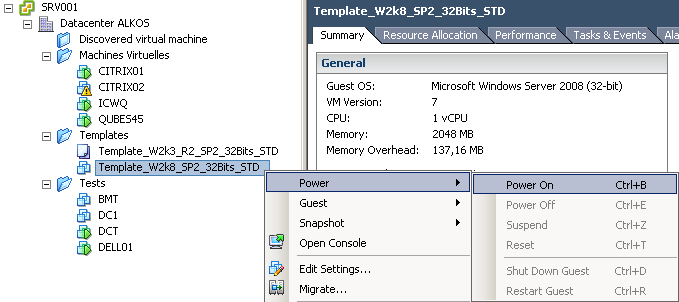 SRV001
Datacenter ALKOS
Discovered virtual machine
Machines Virtuelles
CITRIX01
CITRIX02
ICWQ
QUBES45
Templates
Template_W2k3_R2_SP2_32Bits_STD
Template_W2k8_SP2_32Bits_STD
Tests
BMT
DC1
DCT
DELL01
Template_W2k8_SP2_32Bits_STD
Summary Resource Allocation Performance Tasks & Events Ala
General
Guest OS: Microsoft Windows Server 2008 (32-bit)
VM Version: 7
CPU: 1 vCPU
Memory: 2048 MB
Memory Overhead: 137,16 MB
Power
Guest
Snapshot
Open Console
Edit Settings...
Migrate...
Power On Ctrl+B
Power Off Ctrl+E
Suspend Ctrl+Z
Reset Ctrl+T
Shut Down Guest Ctrl+D
Restart Guest Ctrl+R